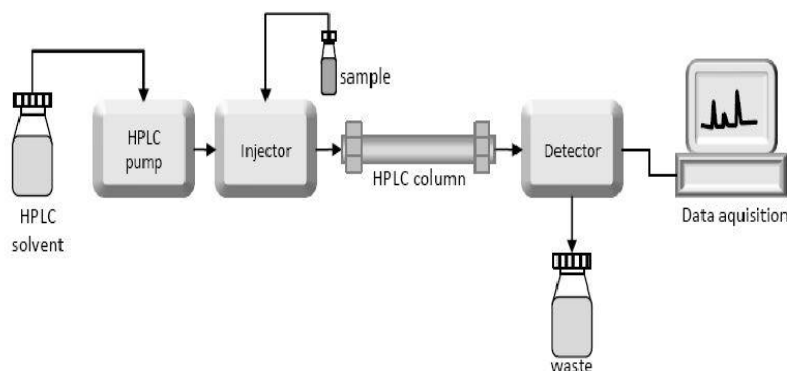 sample
HPLC
pump
Injector
Detector
HPLC column
HPLC
solvent
Data aquisition
waste